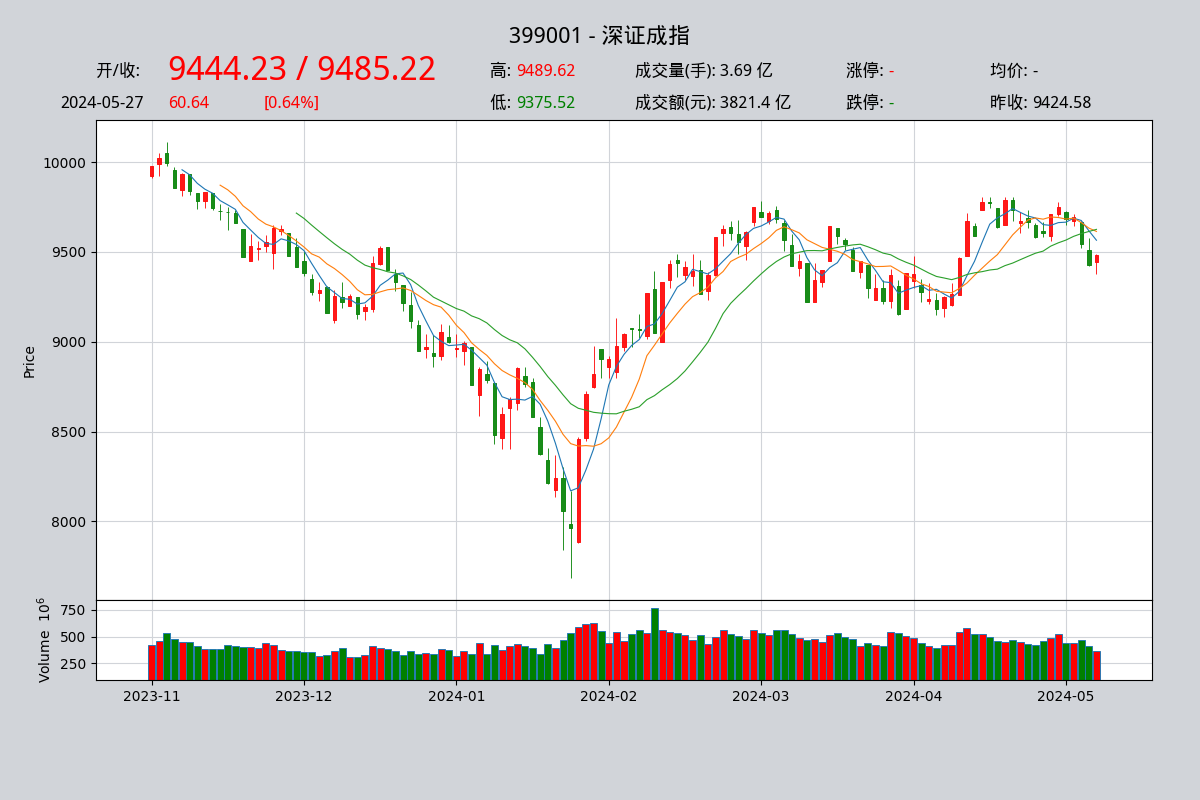 399001 - 深证成指
开/收: 9444.23 / 9485.22 高: 9489.62 成交量(手): 3.69 亿 涨停: - 均价: -
2024-05-27 60.64 [0.64%] 低: 9375.52 成交额(元): 3821.4 亿 跌停: - 昨收: 9424.58
10000
9500
9000
8500
8000
Price
750
500
250
Volume 10^6
2023-11 2023-12 2024-01 2024-02 2024-03 2024-04 2024-05